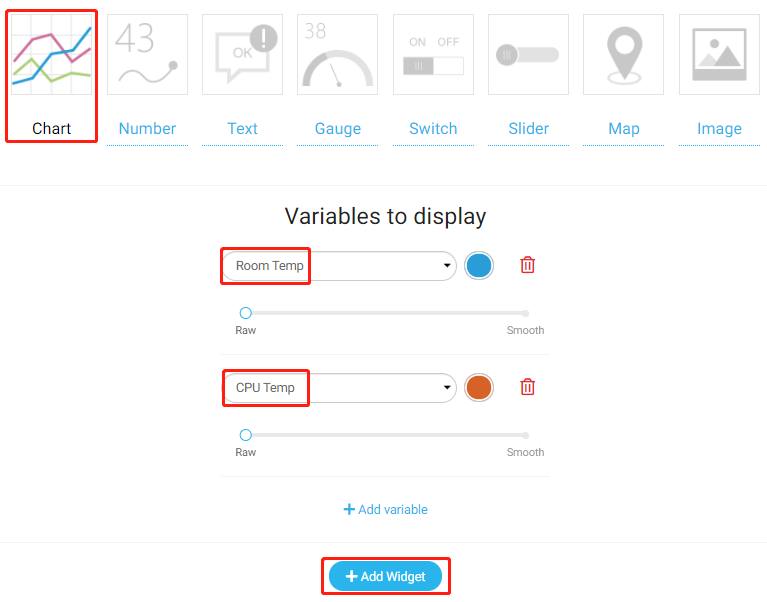 43
OK
38
ON OFF
Chart Number Text Gauge Switch Slider Map Image
Variables to display
Room Temp
Raw Smooth
CPU Temp
Raw Smooth
Add variable
Add Widget